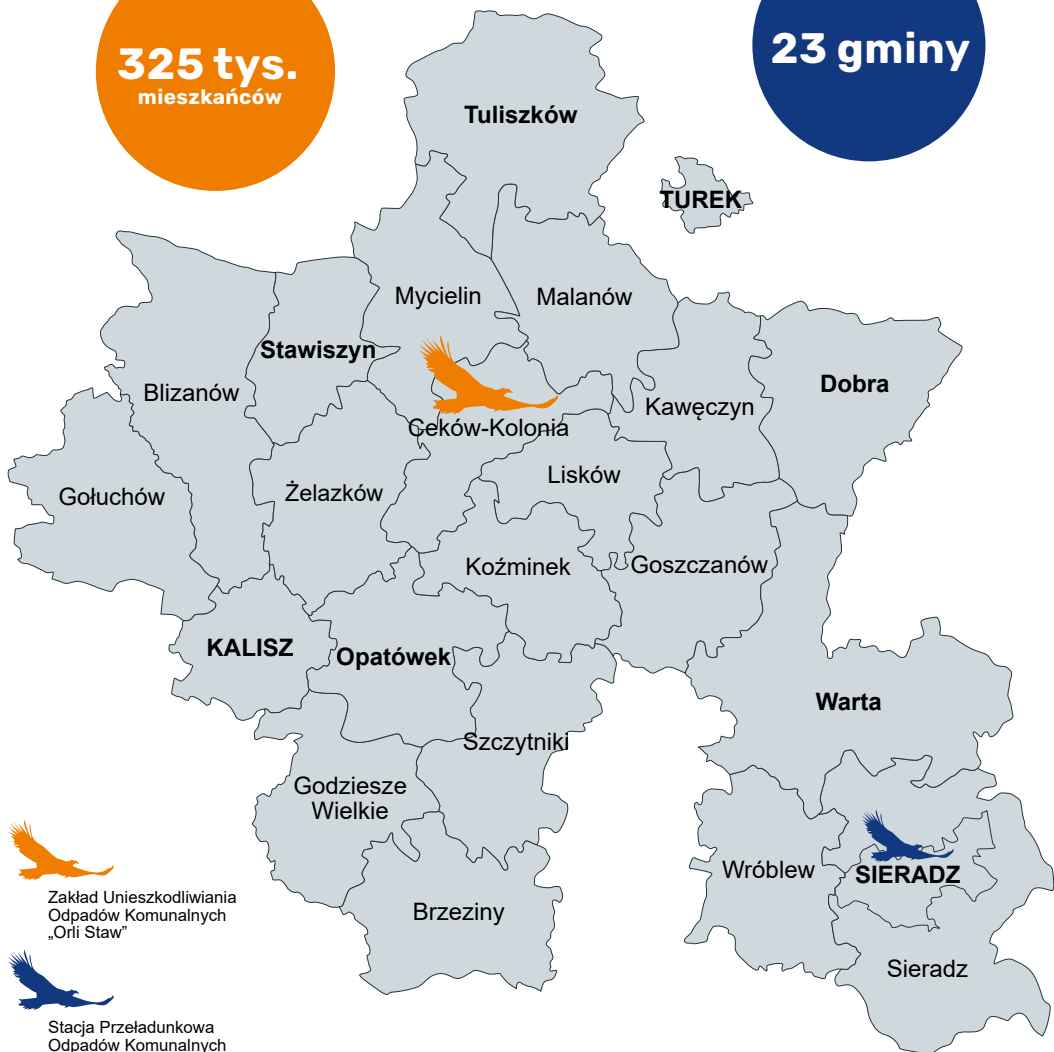 325 tys.
mieszkańców
23 gminy
Tuliszków
TUREK
Mycielin
Malanów
Stawiszyn
Dobra
Blizanów
Kawęczyn
Ceków-Kolonia
Lisków
Gołuchów
Żelazków
Koźminek
Goszczanów
KALISZ
Opatówek
Warta
Szczytniki
Godziesze
Wielkie
Wróblew
SIERADZ
Brzeziny
Sieradz
Zakład Unieszkodliwiania
Odpadów Komunalnych
„Orli Staw”
Stacja Przeładunkowa
Odpadów Komunalnych